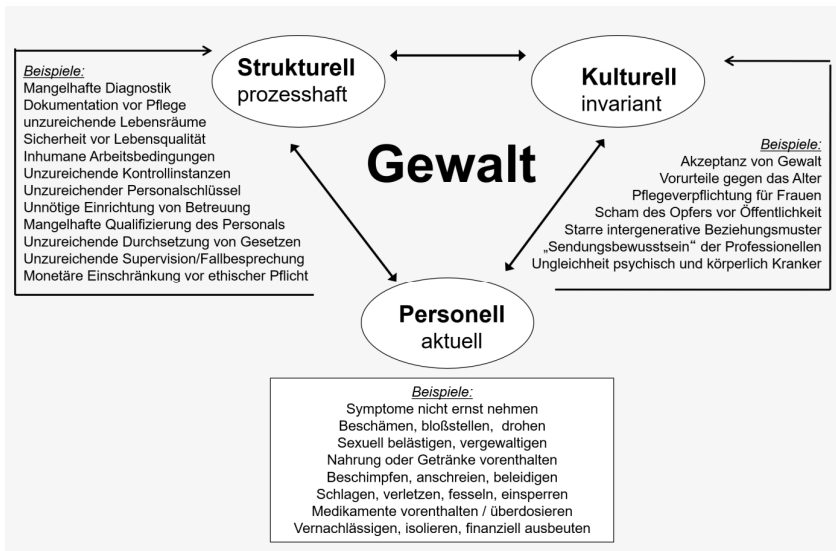 Strukturell
prozesshaft
Kulturell
invariant
Gewalt
Beispiele:
Mangelhafte Diagnostik
Dokumentation vor Pflege
unzureichende Lebensräume
Sicherheit vor Lebensqualität
Inhumane Arbeitsbedingungen
Unzureichende Kontrollinstanzen
Unzureichender Personalschlüssel
Unnötige Einrichtung von Betreuung
Mangelhafte Qualifizierung des Personals
Unzureichende Durchsetzung von Gesetzen
Unzureichende Supervision/Fallbesprechung
Monetäre Einschränkung vor ethischer Pflicht
Beispiele:
Akzeptanz von Gewalt
Vorurteile gegen das Alter
Pflegeverpflichtung für Frauen
Scham des Opfers vor Öffentlichkeit
Starre intergenerative Beziehungsmuster
„Sendungsbewusstsein“ der Professionellen
Ungleichheit psychisch und körperlich Kranker
Personell
aktuell
Beispiele:
Symptome nicht ernst nehmen
Beschämen, bloßstellen, drohen
Sexuell belästigen, vergewaltigen
Nahrung oder Getränke vorenthalten
Beschimpfen, anschreien, beleidigen
Schlagen, verletzen, fesseln, einsperren
Medikamente vorenthalten / überdosieren
Vernachlässigen, isolieren, finanziell ausbeuten